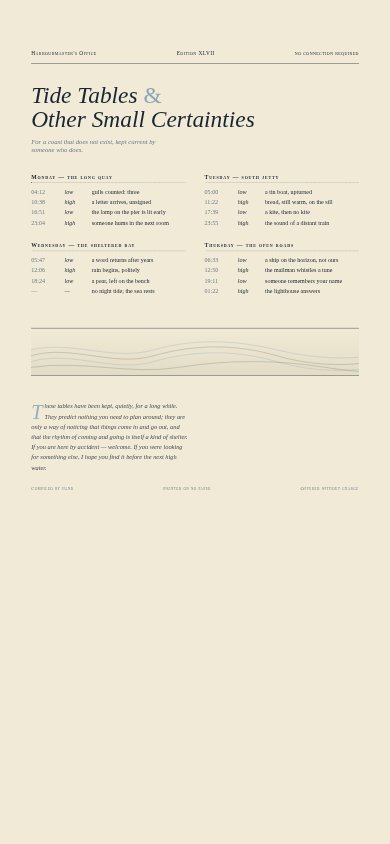 Harbourmaster's Office
Edition XLVII
no connection required
Tide Tables &
Other Small Certainties
For a coast that does not exist, kept current by
someone who does.
Monday — the long quay
04:12 low gulls counted: three
10:38 high a letter arrives, unsigned
16:51 low the lamp on the pier is lit early
23:04 high someone hums in the next room
Tuesday — south jetty
05:00 low a tin boat, upturned
11:22 high bread, still warm, on the sill
17:39 low a kite, then no kite
23:55 high the sound of a distant train
Wednesday — the sheltered bay
05:47 low a word returns after years
12:06 high rain begins, politely
18:24 low a pear, left on the bench
— — no night tide; the sea rests
Thursday — the open roads
06:33 low a ship on the horizon, not ours
12:50 high the mailman whistles a tune
19:11 low someone remembers your name
01:22 high the lighthouse answers
These tables have been kept, quietly, for a long while.
They predict nothing you need to plan around; they are
only a way of noticing that things come in and go out, and
that the rhythm of coming and going is itself a kind of shelter.
If you are here by accident — welcome. If you were looking
for something else, I hope you find it before the next high
water.
Compiled by hand
Printed on no paper
Offered without charge